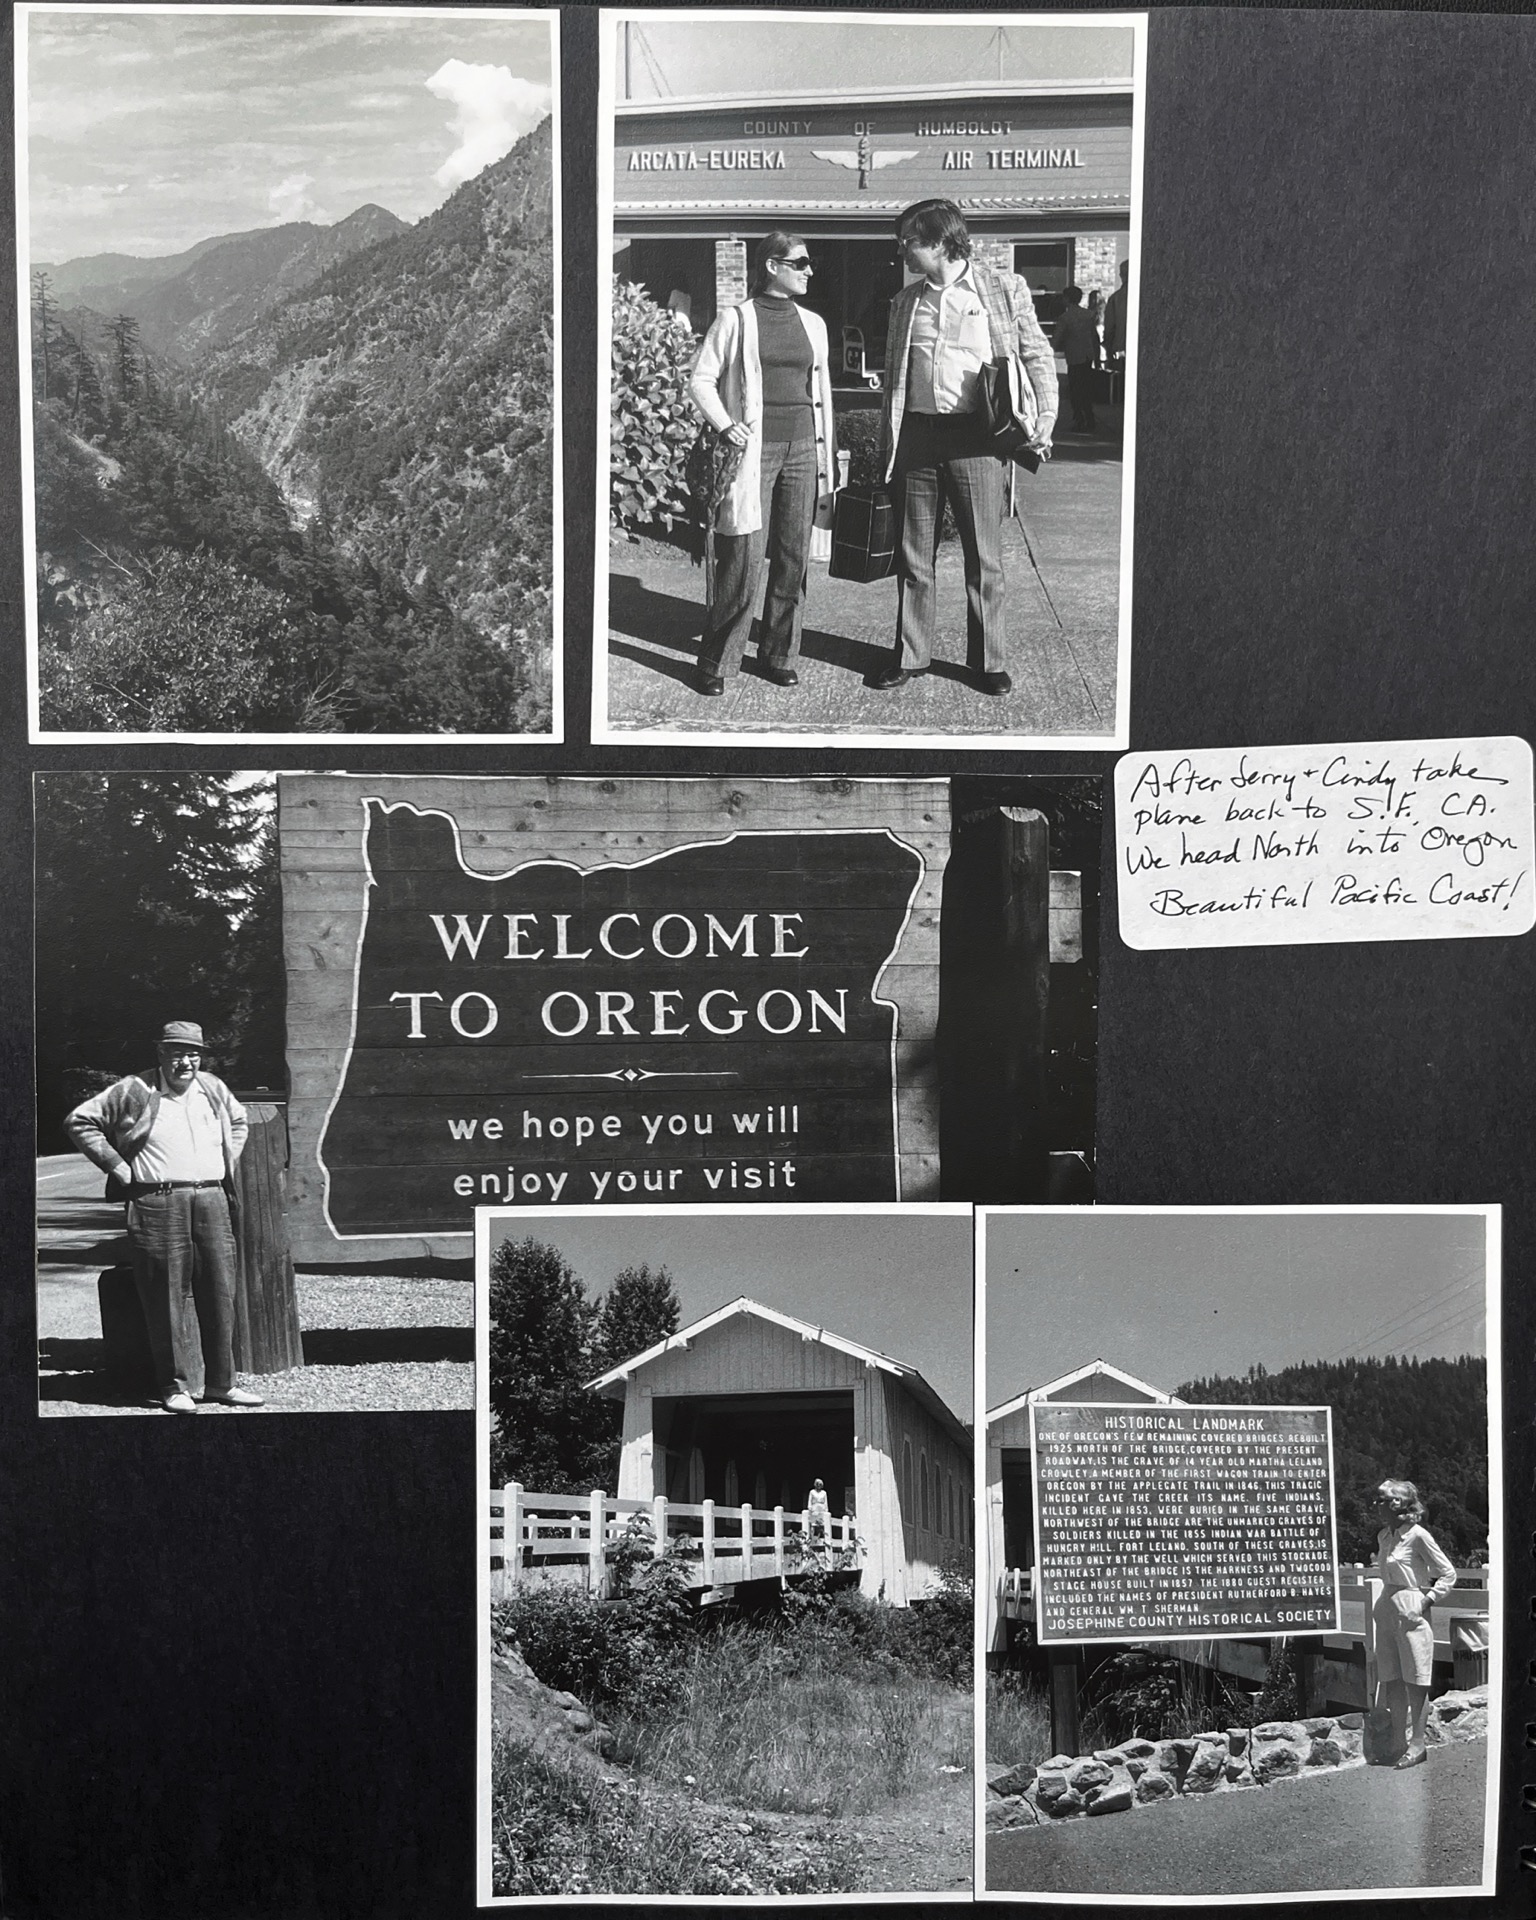 COUNTY OF HUMBOLDT
ARCATA-EUREKA AIR TERMINAL
After Jerry + Cindy take
plane back to S.F. CA.
We head North into Oregon
Beautiful Pacific Coast!
WELCOME
TO OREGON
we hope you will
enjoy your visit
HISTORICAL LANDMARK
ONE OF OREGON'S FEW REMAINING COVERED BRIDGES REBUILT
1925 NORTH OF THE BRIDGE, COVERED BY THE PRESENT
ROADWAY, IS THE GRAVE OF 14 YEAR OLD MARTHA LELAND
CROWLEY, A MEMBER OF THE FIRST WAGON TRAIN TO ENTER
OREGON BY THE APPLEGATE TRAIL IN 1846. THIS TRAGIC
INCIDENT GAVE THE CREEK ITS NAME. FIVE INDIANS,
KILLED HERE IN 1853, WERE BURIED IN THE SAME GRAVE.
NORTHWEST OF THE BRIDGE ARE THE UNMARKED GRAVES OF
SOLDIERS KILLED IN THE 1855 INDIAN WAR BATTLE OF
HUNGRY HILL. FORT LELAND, SOUTH OF THESE GRAVES, IS
MARKED ONLY BY THE WELL WHICH SERVED THIS STOCKADE.
NORTHEAST OF THE BRIDGE IS THE HARKNESS AND TWOGOOD
STAGE HOUSE BUILT IN 1857. THE 1880 GUEST REGISTER
INCLUDED THE NAMES OF PRESIDENT RUTHERFORD B. HAYES
AND GENERAL WM T. SHERMAN
JOSEPHINE COUNTY HISTORICAL SOCIETY